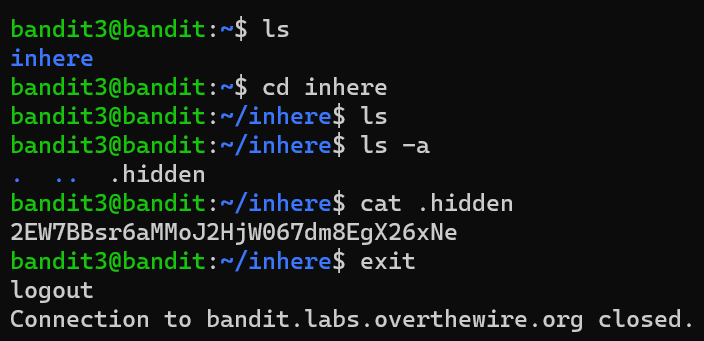 bandit3@bandit:~$ ls
inhere
bandit3@bandit:~$ cd inhere
bandit3@bandit:~/inhere$ ls
bandit3@bandit:~/inhere$ ls -a
.  ..  .hidden
bandit3@bandit:~/inhere$ cat .hidden
2EW7BBsr6aMMoJ2HjW067dm8EgX26xNe
bandit3@bandit:~/inhere$ exit
logout
Connection to bandit.labs.overthewire.org closed.